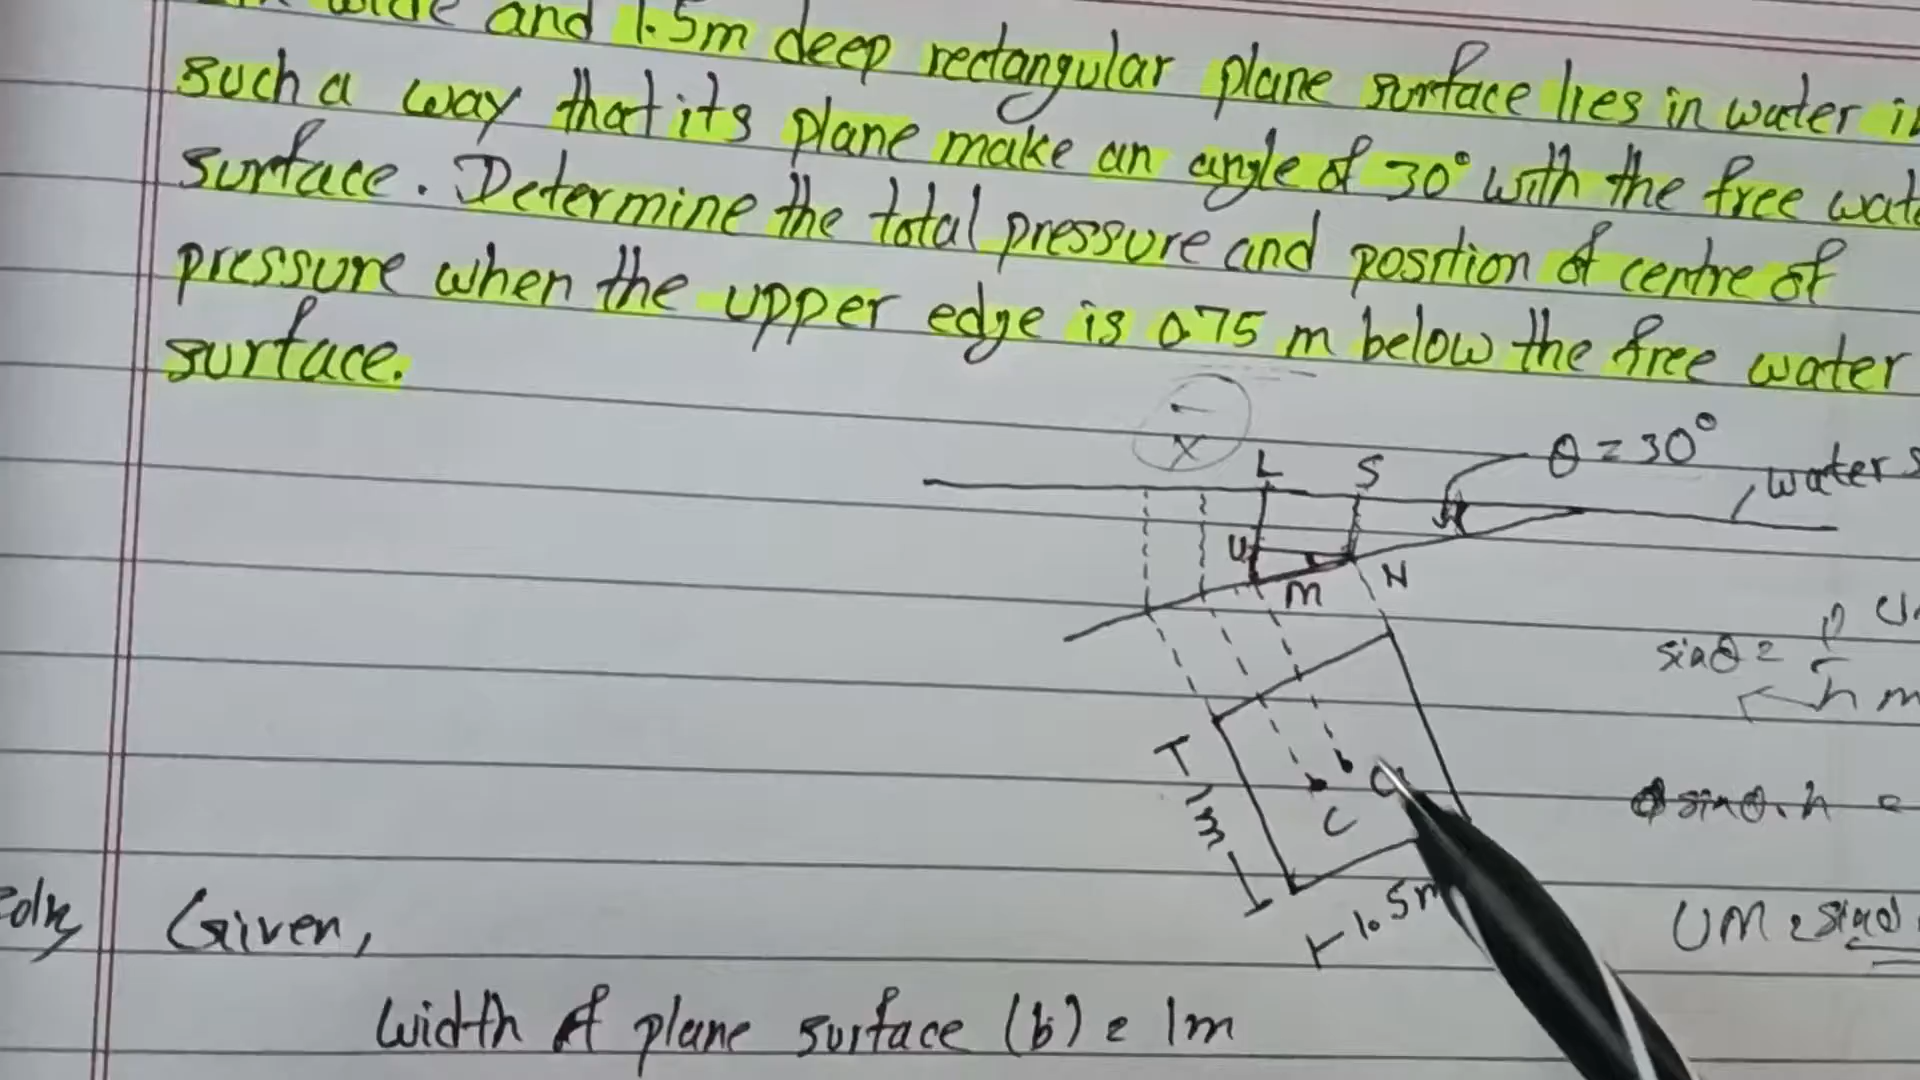 wide and 1.5m deep rectangular plane surface lies in water in
such a way that its plane make an angle of 30° with the free
surface. Determine the total pressure and position of centre of
pressure when the upper edge is 0.75 m below the free water
surface.
X
L S θ = 30°
water
U
M N
sinθ =
h
1m
C
sinθ. h =
1.5m
UM = sinθ
Given,
width of plane surface (b) = 1m